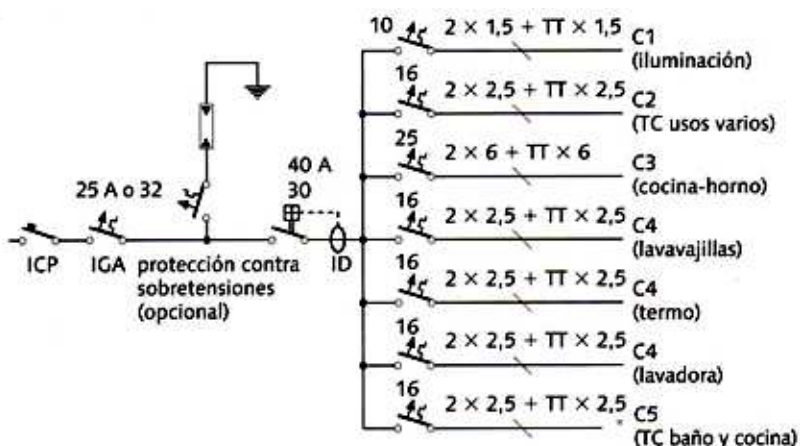 10 2 × 1,5 + TT × 1,5 C1
(iluminación)
16 2 × 2,5 + TT × 2,5 C2
(TC usos varios)
25 2 × 6 + TT × 6 C3
(cocina-horno)
16 2 × 2,5 + TT × 2,5 C4
(lavavajillas)
16 2 × 2,5 + TT × 2,5 C4
(termo)
16 2 × 2,5 + TT × 2,5 C4
(lavadora)
16 2 × 2,5 + TT × 2,5 C5
(TC baño y cocina)
25 A o 32
40 A
30
ICP IGA protección contra ID
sobretensiones
(opcional)